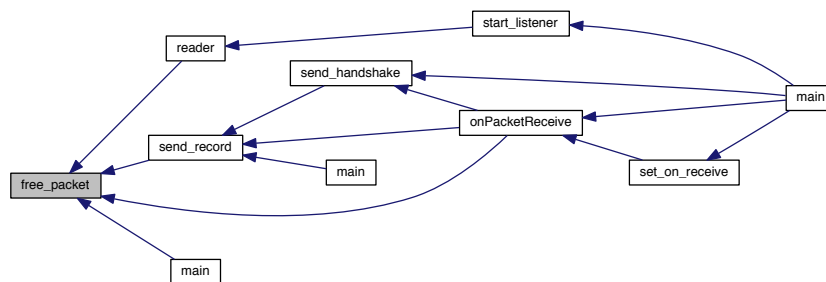 start_listener
reader
send_handshake
main
onPacketReceive
send_record
main
set_on_receive
free_packet
main